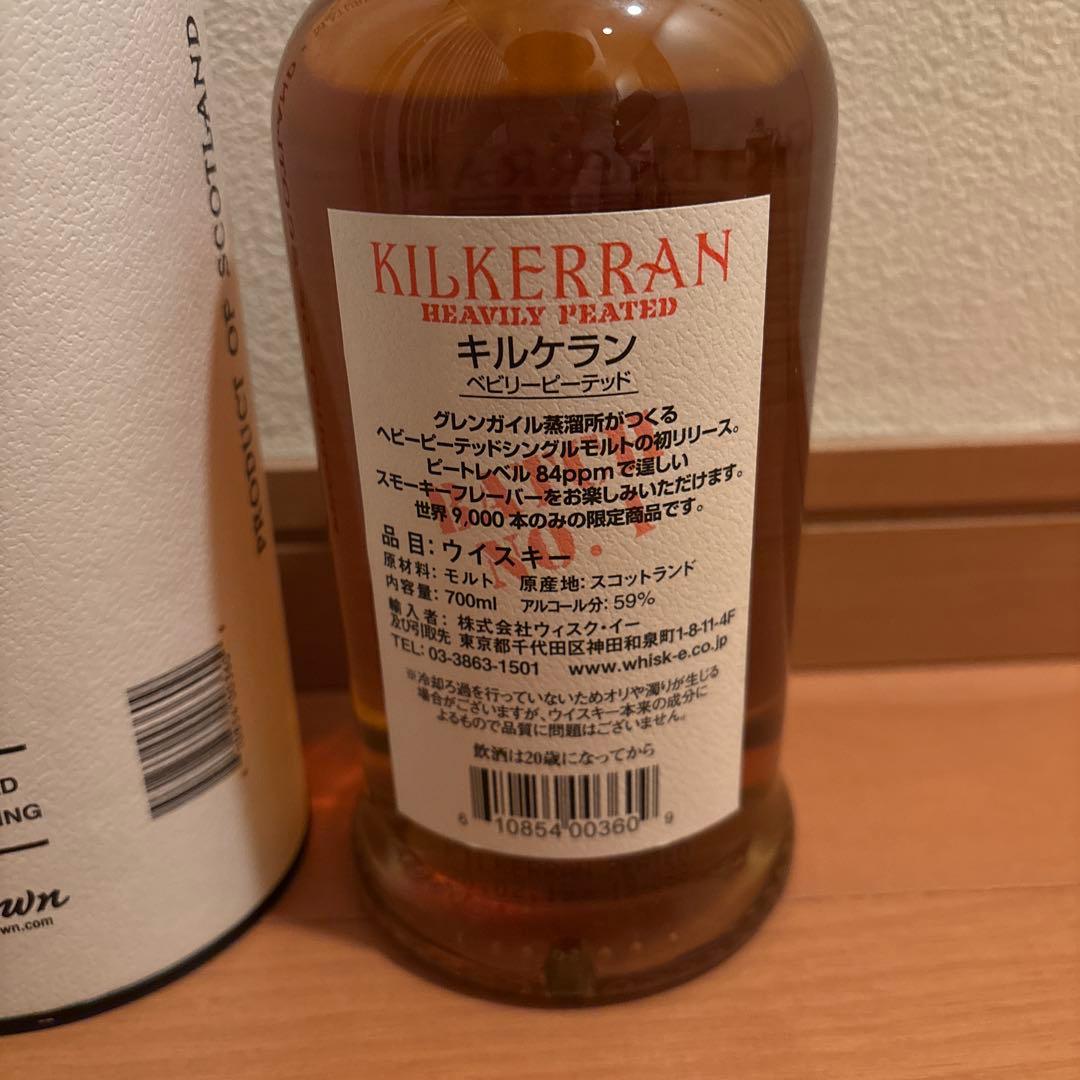 PRODUCT OF SCOTLAND
KILKERRAN
HEAVILY PEATED
キルケラン
ベビリーピーテッド
グレンガイル蒸溜所がつくる
ヘビーピーテッドシングルモルトの初リリース。
ピートレベル 84ppmで逞しい
スモーキーフレーバーをお楽しみいただけます。
世界9,000本のみの限定商品です。
BATCH
NO. 1
品目：ウイスキー
原材料：モルト 原産地：スコットランド
内容量：700ml アルコール分：59%
輸入者：株式会社ウィスク・イー
及び引取先 東京都千代田区神田和泉町1-8-11-4F
TEL：03-3863-1501 www.whisk-e.co.jp
※冷却ろ過を行っていないためオリや濁りが生じる
場合がございますが、ウイスキー本来の成分に
よるもので品質に問題はございません。
飲酒は20歳になってから
6 10854 00360 9
ED
ING
wn
wn.com